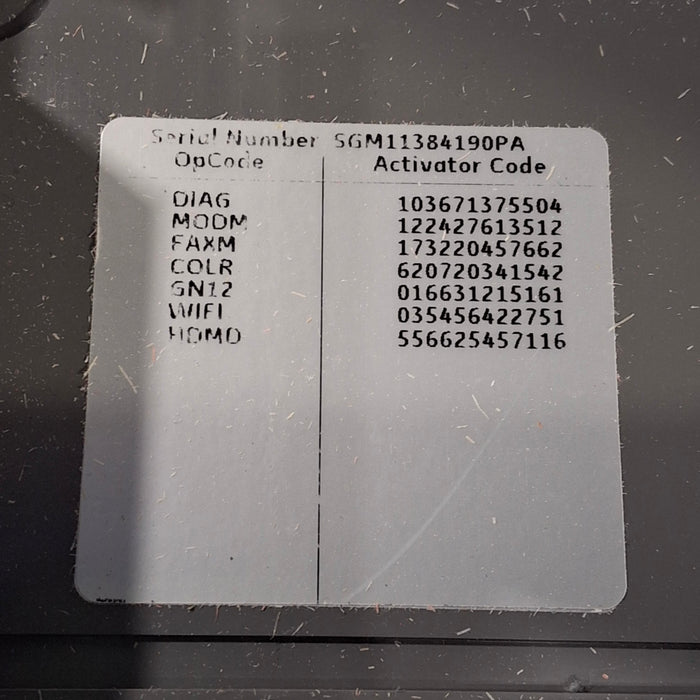 Serial Number SGM11384190PA
OpCode Activator Code
DIAG 103671375504
MODM 122427613512
FAXM 173220457662
COLR 620720341542
GN12 016631215161
WIFI 035456422751
HDMO 556625457116